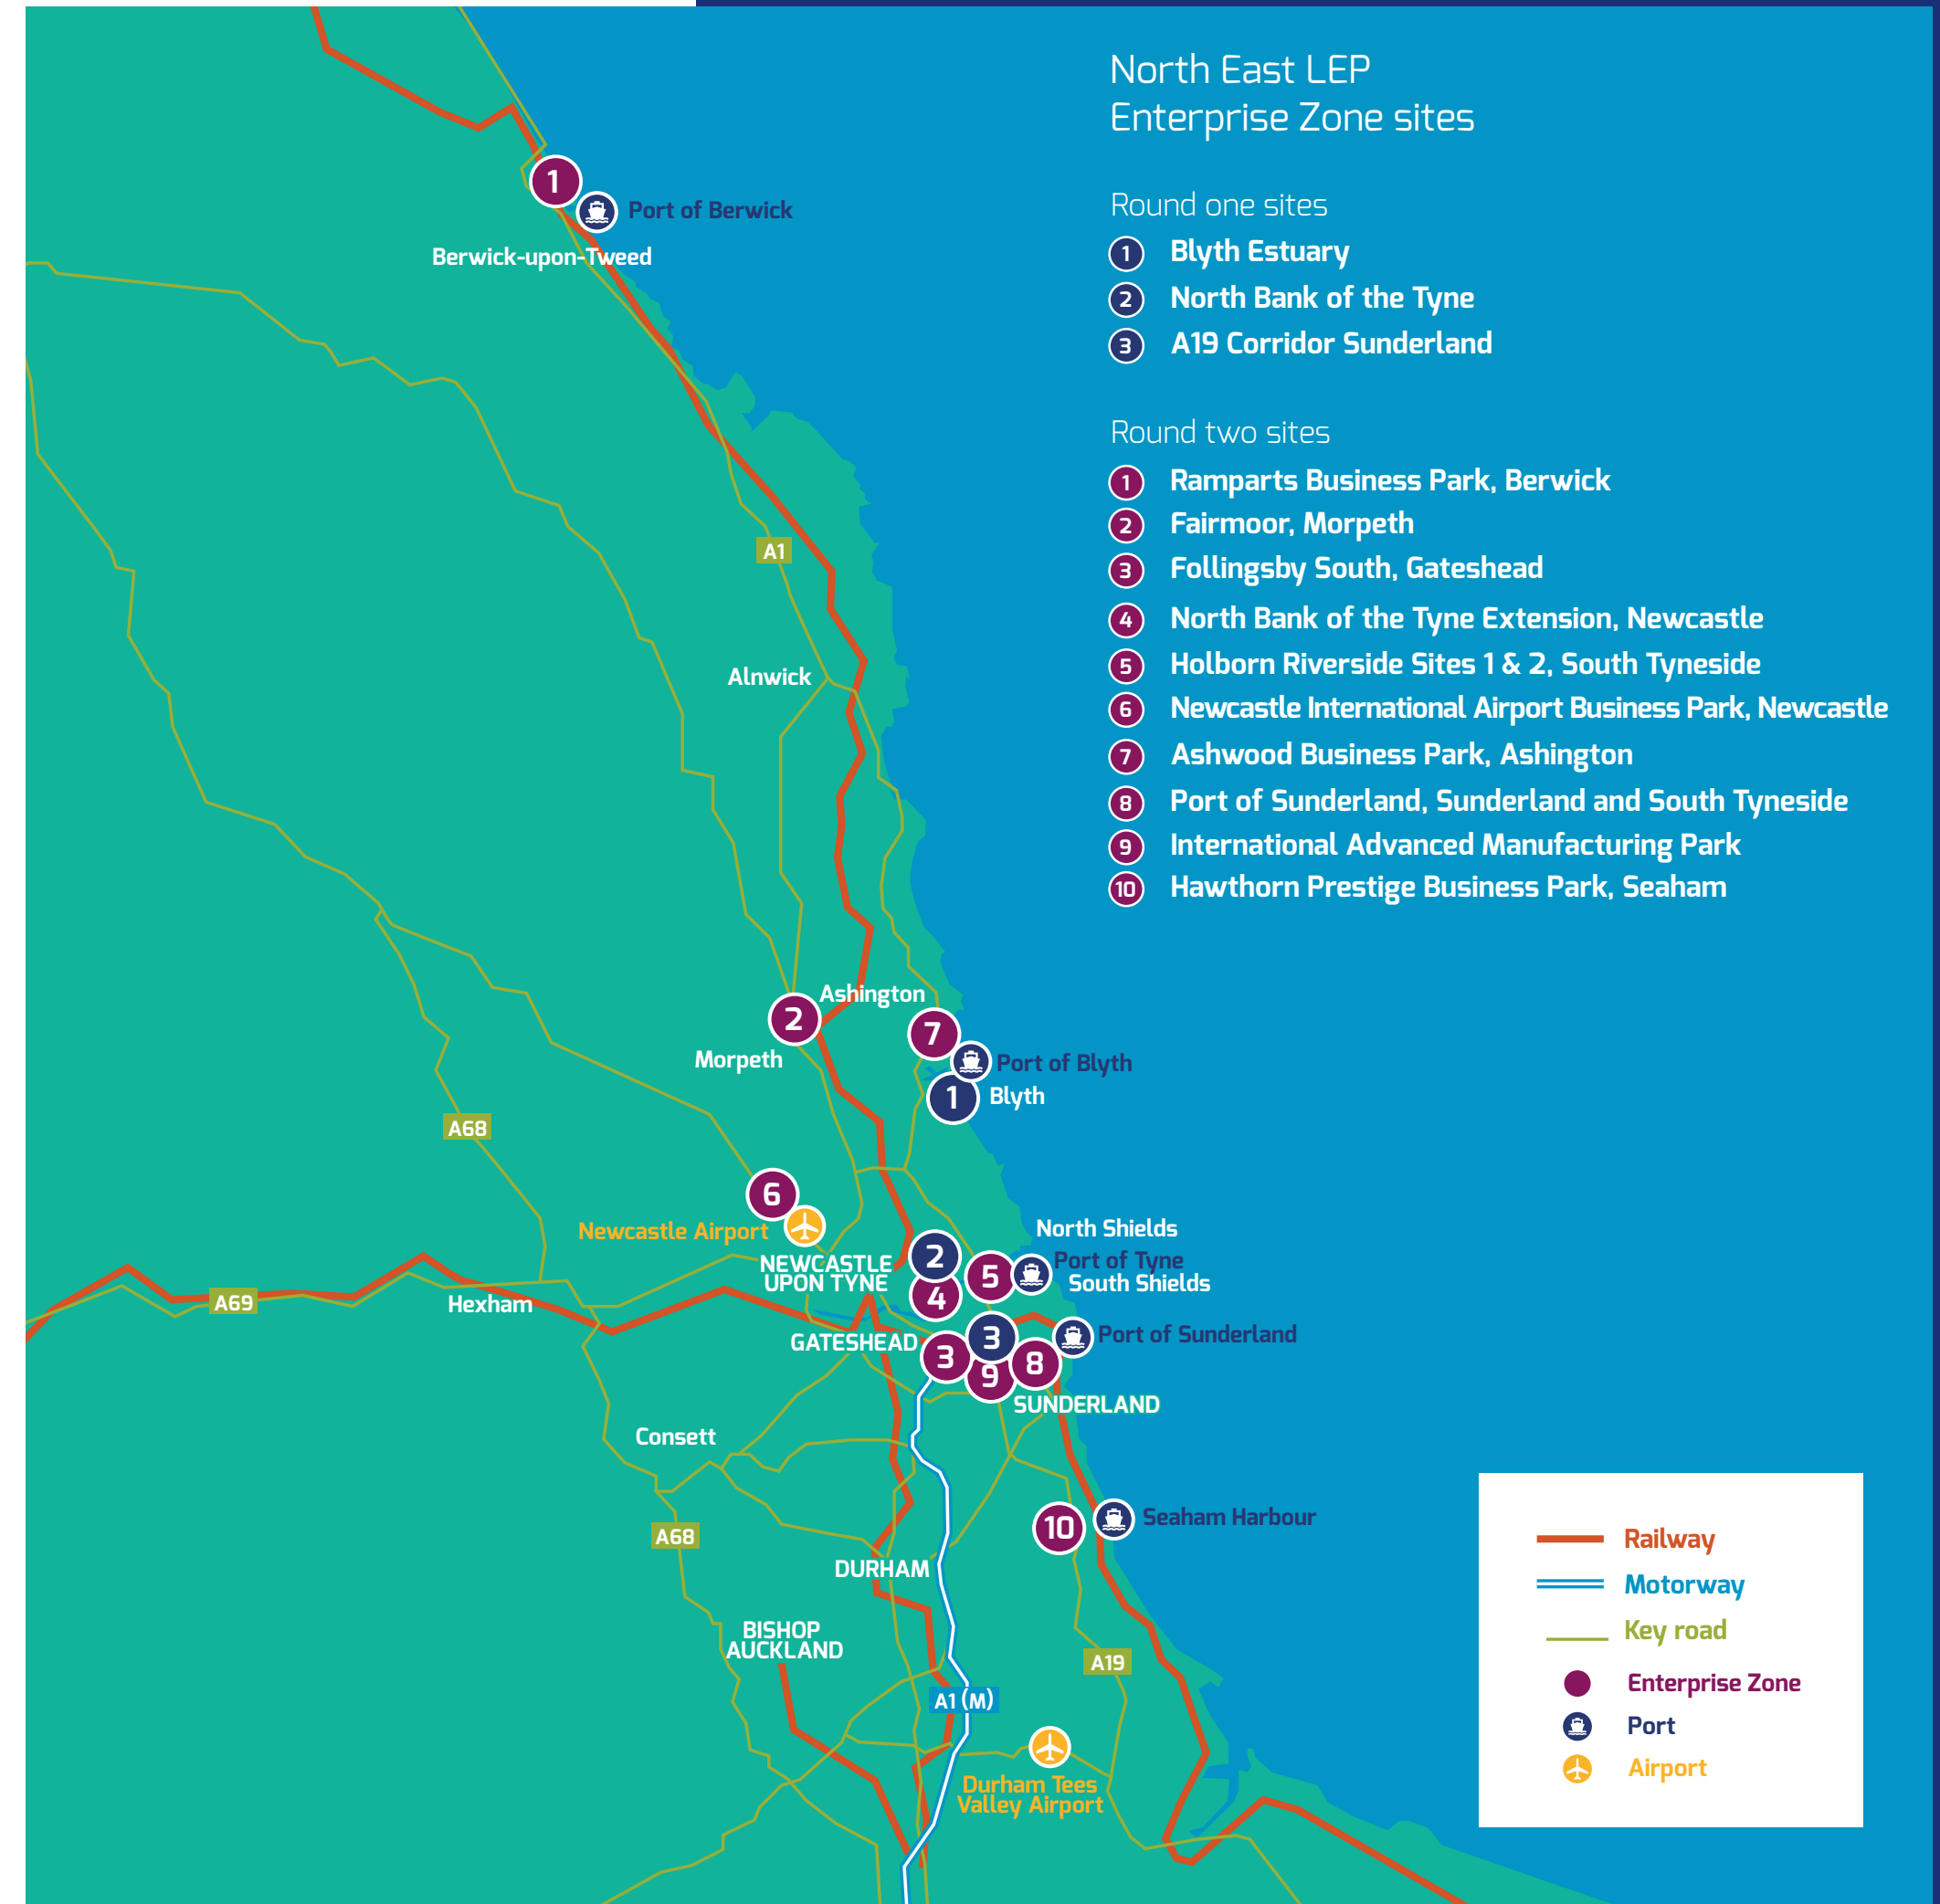 North East LEP
Enterprise Zone sites
Round one sites
1 Blyth Estuary
2 North Bank of the Tyne
3 A19 Corridor Sunderland
Round two sites
1 Ramparts Business Park, Berwick
2 Fairmoor, Morpeth
3 Follingsby South, Gateshead
4 North Bank of the Tyne Extension, Newcastle
5 Holborn Riverside Sites 1 & 2, South Tyneside
6 Newcastle International Airport Business Park, Newcastle
7 Ashwood Business Park, Ashington
8 Port of Sunderland, Sunderland and South Tyneside
9 International Advanced Manufacturing Park
10 Hawthorn Prestige Business Park, Seaham
1
Port of Berwick
Berwick-upon-Tweed
A1
Alnwick
Ashington
2
7
Morpeth
Port of Blyth
1 Blyth
A68
6
Newcastle Airport
North Shields
2
Port of Tyne
NEWCASTLE
UPON TYNE
5
South Shields
4
A69
Hexham
3
Port of Sunderland
GATESHEAD
3
8
9
SUNDERLAND
Consett
Seaham Harbour
10
A68
DURHAM
BISHOP
AUCKLAND
A19
A1 (M)
Durham Tees
Valley Airport
Railway
Motorway
Key road
Enterprise Zone
Port
Airport